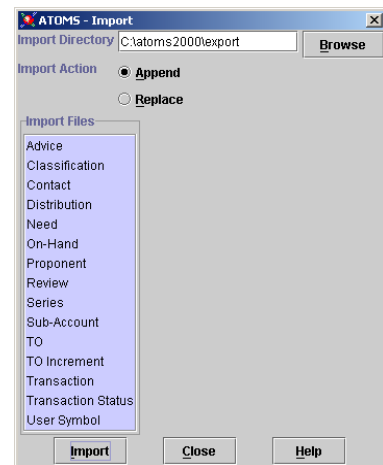 ATOMS - Import
Import Directory C:\atoms2000\export Browse
Import Action Append
Replace
Import Files
Advice
Classification
Contact
Distribution
Need
On-Hand
Proponent
Review
Series
Sub-Account
TO
TO Increment
Transaction
Transaction Status
User Symbol
Import Close Help